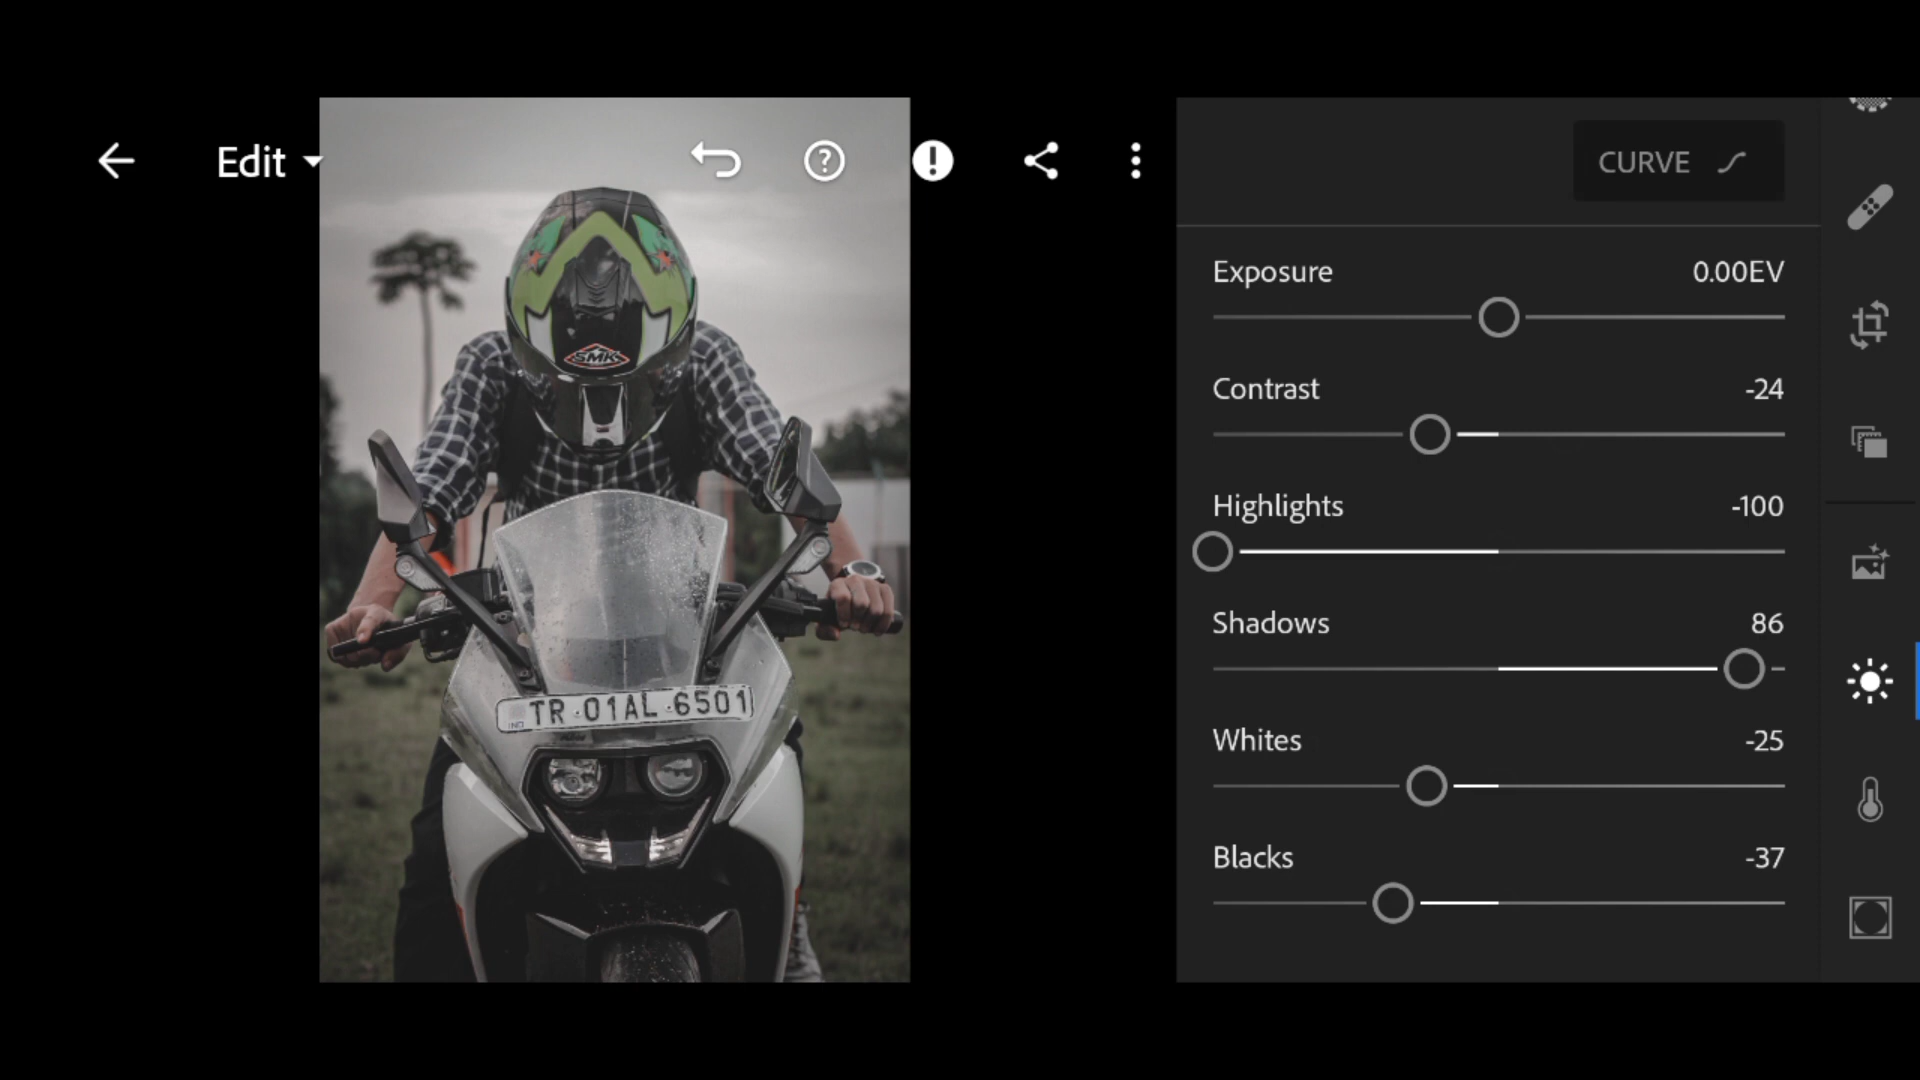 Edit
CURVE
Exposure 0.00EV
Contrast -24
Highlights -100
Shadows 86
Whites -25
Blacks -37
SMK
IND TR 01AL 6501